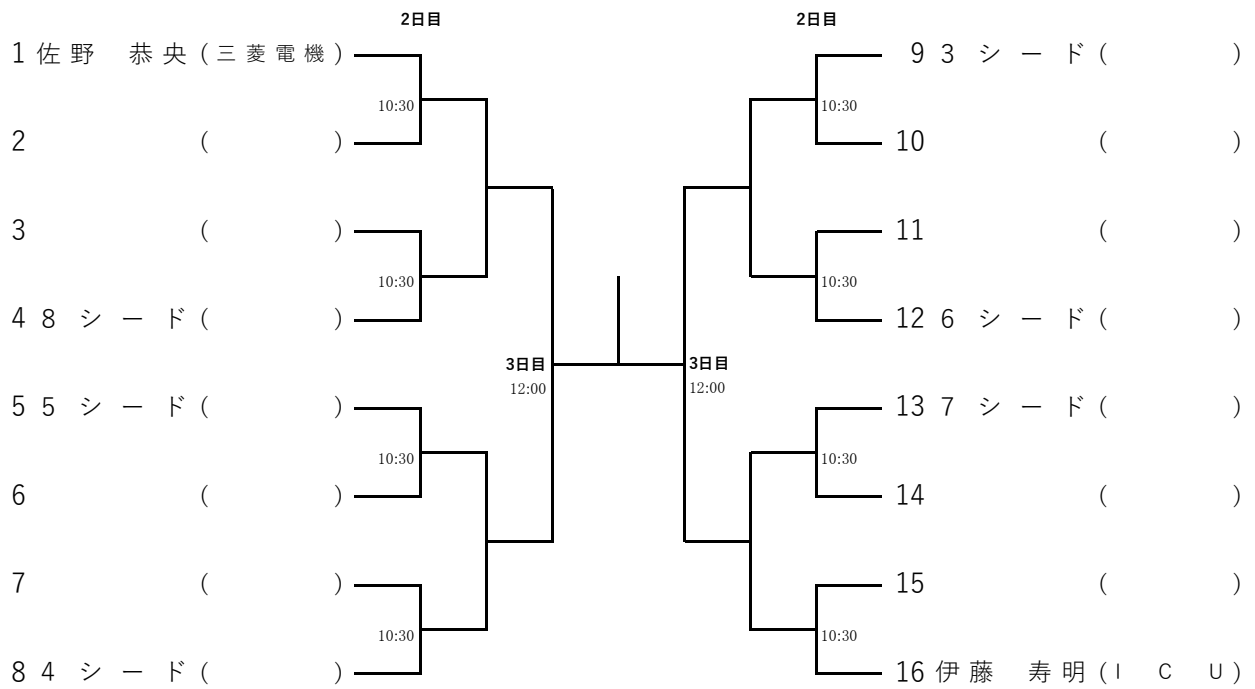 2日目 2日目
1 佐野 恭央 (三菱電機) 9 3シード ( )
10:30 10:30
2 ( ) 10 ( )
3 ( ) 11 ( )
10:30 10:30
4 8シード ( ) 12 6シード ( )
3日目 3日目
12:00 12:00
5 5シード ( ) 13 7シード ( )
10:30 10:30
6 ( ) 14 ( )
7 ( ) 15 ( )
10:30 10:30
8 4シード ( ) 16 伊藤 寿明 (I C U)